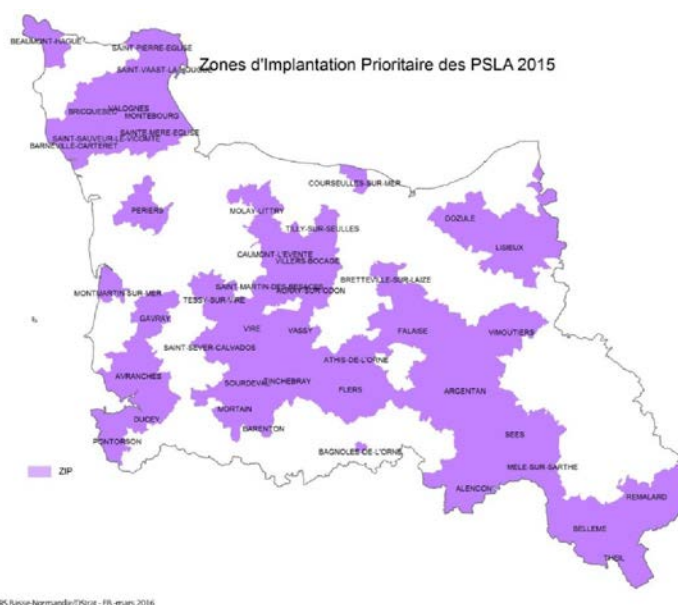 BEAUMONT-HAGUE
SAINT-PIERRE-EGLISE
Zones d'Implantation Prioritaire des PSLA 2015
SAINT-VAAST-LA-HOUGUE
BRICQUEBEC
VALOGNES
MONTEBOURG
SAINTE MERE-EGLISE
SAINT-SAUVEUR-LE-VICOMTE
BARNEVILLE-CARTERET
COURSEULLES-SUR-MER
PERIERS
MOLAY-LITTRY
DOZULE
TILLY-SUR-SEULLES
LISIEUX
CAUMONT-L'EVENTE
VILLERS-BOCAGE
BRETTEVILLE-SUR-LAIZE
SAINT-MARTIN-DES-BESACES
AUNAY-SUR-ODON
MONTMARTIN-SUR-MER
TESSY-SUR-VIRE
GAVRAY
VIRE
VASSY
FALAISE
VIMOUTIERS
SAINT-SEVER-CALVADOS
ATHIS-DE-L'ORNE
AVRANCHES
SOURDEVAL
TINCHEBRAY
FLERS
ARGENTAN
MORTAIN
DUCEY
BARENTON
PONTORSON
SEES
BAGNOLES-DE-L'ORNE
ZIP
MELE-SUR-SARTHE
ALENCON
REMALARD
BELLEME
THEIL